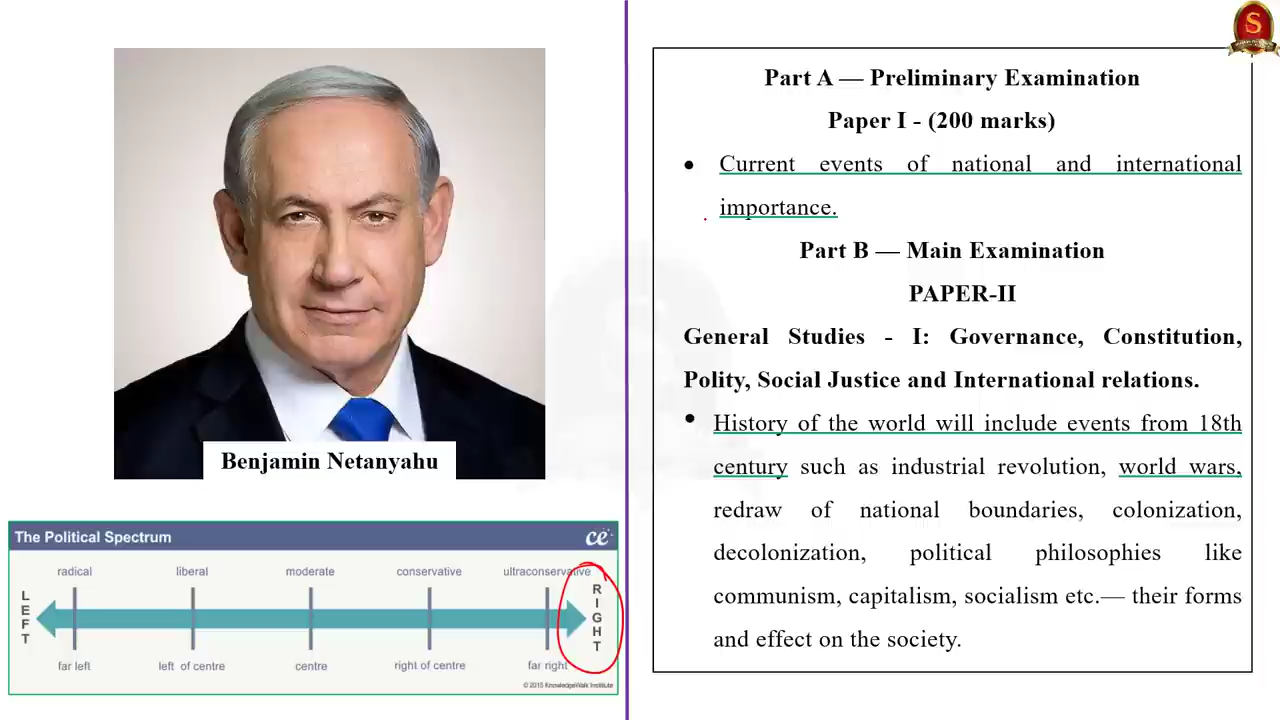 S
Part A — Preliminary Examination
Paper I - (200 marks)
• Current events of national and international
importance.
Part B — Main Examination
PAPER-II
General Studies - I: Governance, Constitution,
Polity, Social Justice and International relations.
• History of the world will include events from 18th
century such as industrial revolution, world wars,
redraw of national boundaries, colonization,
decolonization, political philosophies like
communism, capitalism, socialism etc.— their forms
and effect on the society.
Benjamin Netanyahu
The Political Spectrum
ce
radical liberal moderate conservative ultraconservative
LEFT
RIGHT
far left left of centre centre right of centre far right
© 2015 KnowledgeWalk Institute